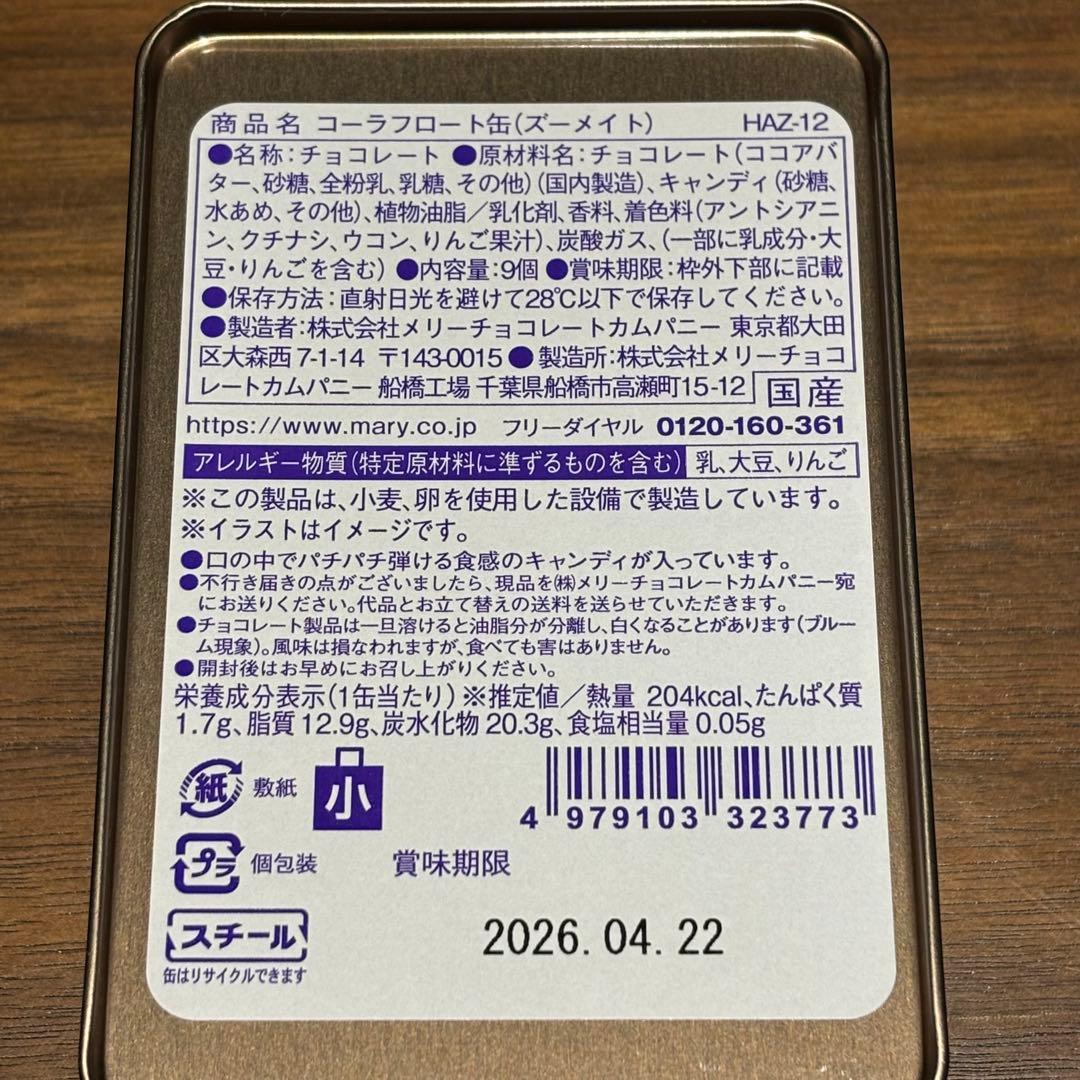 商品名 コーラフロート缶(ズーメイト) HAZ-12
●名称:チョコレート ●原材料名:チョコレート(ココアバ
ター、砂糖、全粉乳、乳糖、その他)(国内製造)、キャンディ(砂糖、
水あめ、その他)、植物油脂/乳化剤、香料、着色料(アントシアニ
ン、クチナシ、ウコン、りんご果汁)、炭酸ガス、(一部に乳成分・大
豆・りんごを含む) ●内容量:9個 ●賞味期限:枠外下部に記載
●保存方法:直射日光を避けて28℃以下で保存してください。
●製造者:株式会社メリーチョコレートカムパニー 東京都大田
区大森西7-1-14 〒143-0015 ●製造所:株式会社メリーチョコ
レートカムパニー 船橋工場 千葉県船橋市高瀬町15-12 国産
https://www.mary.co.jp フリーダイヤル 0120-160-361
アレルギー物質(特定原材料に準ずるものを含む) 乳、大豆、りんご
※この製品は、小麦、卵を使用した設備で製造しています。
※イラストはイメージです。
●口の中でパチパチ弾ける食感のキャンディが入っています。
●不行き届きの点がございましたら、現品を㈱メリーチョコレートカムパニー宛
にお送りください。代品とお立て替えの送料を送らせていただきます。
●チョコレート製品は一旦溶けると油脂分が分離し、白くなることがあります(ブルー
ム現象)。風味は損なわれますが、食べても害はありません。
●開封後はお早めにお召し上がりください。
栄養成分表示(1缶当たり)※推定値/熱量 204kcal、たんぱく質
1.7g、脂質12.9g、炭水化物20.3g、食塩相当量0.05g
紙 敷紙 小
4 979103 323773
プラ 個包装 賞味期限
スチール 2026.04.22
缶はリサイクルできます